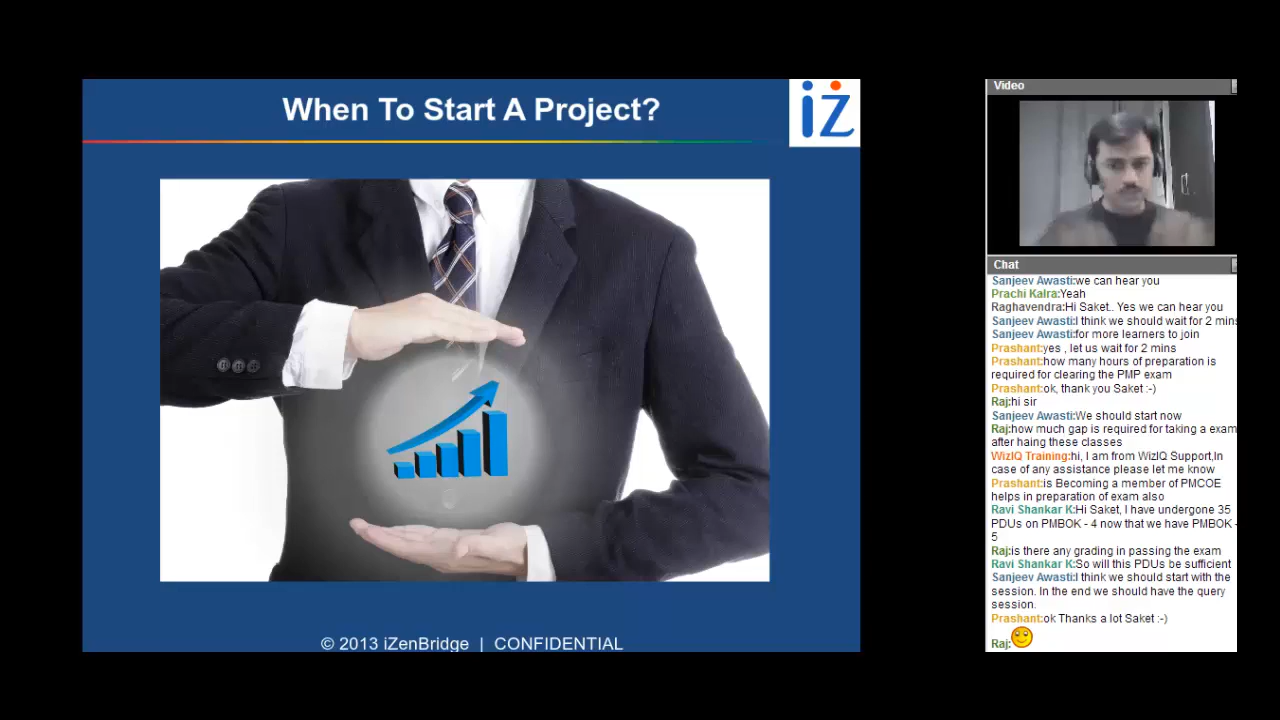 When To Start A Project?
iz
© 2013 iZenBridge | CONFIDENTIAL
Video
Chat
Sanjeev Awasti:we can hear you
Prachi Kalra:Yeah
Raghavendra:Hi Saket.. Yes we can hear you
Sanjeev Awasti:I think we should wait for 2 mins
Sanjeev Awasti:for more learners to join
Prashant:yes , let us wait for 2 mins
Prashant:how many hours of preparation is
required for clearing the PMP exam
Prashant:ok, thank you Saket :-)
Raj:hi sir
Sanjeev Awasti:We should start now
Raj:how much gap is required for taking a exam
after haing these classes
WizIQ Training:hi, I am from WizIQ Support,In
case of any assistance please let me know
Prashant:is Becoming a member of PMCOE
helps in preparation of exam also
Ravi Shankar K:Hi Saket, I have undergone 35
PDUs on PMBOK - 4 now that we have PMBOK -
5
Raj:is there any grading in passing the exam
Ravi Shankar K:So will this PDUs be sufficient
Sanjeev Awasti:I think we should start with the
session. In the end we should have the query
session.
Prashant:ok Thanks a lot Saket :-)
Raj: